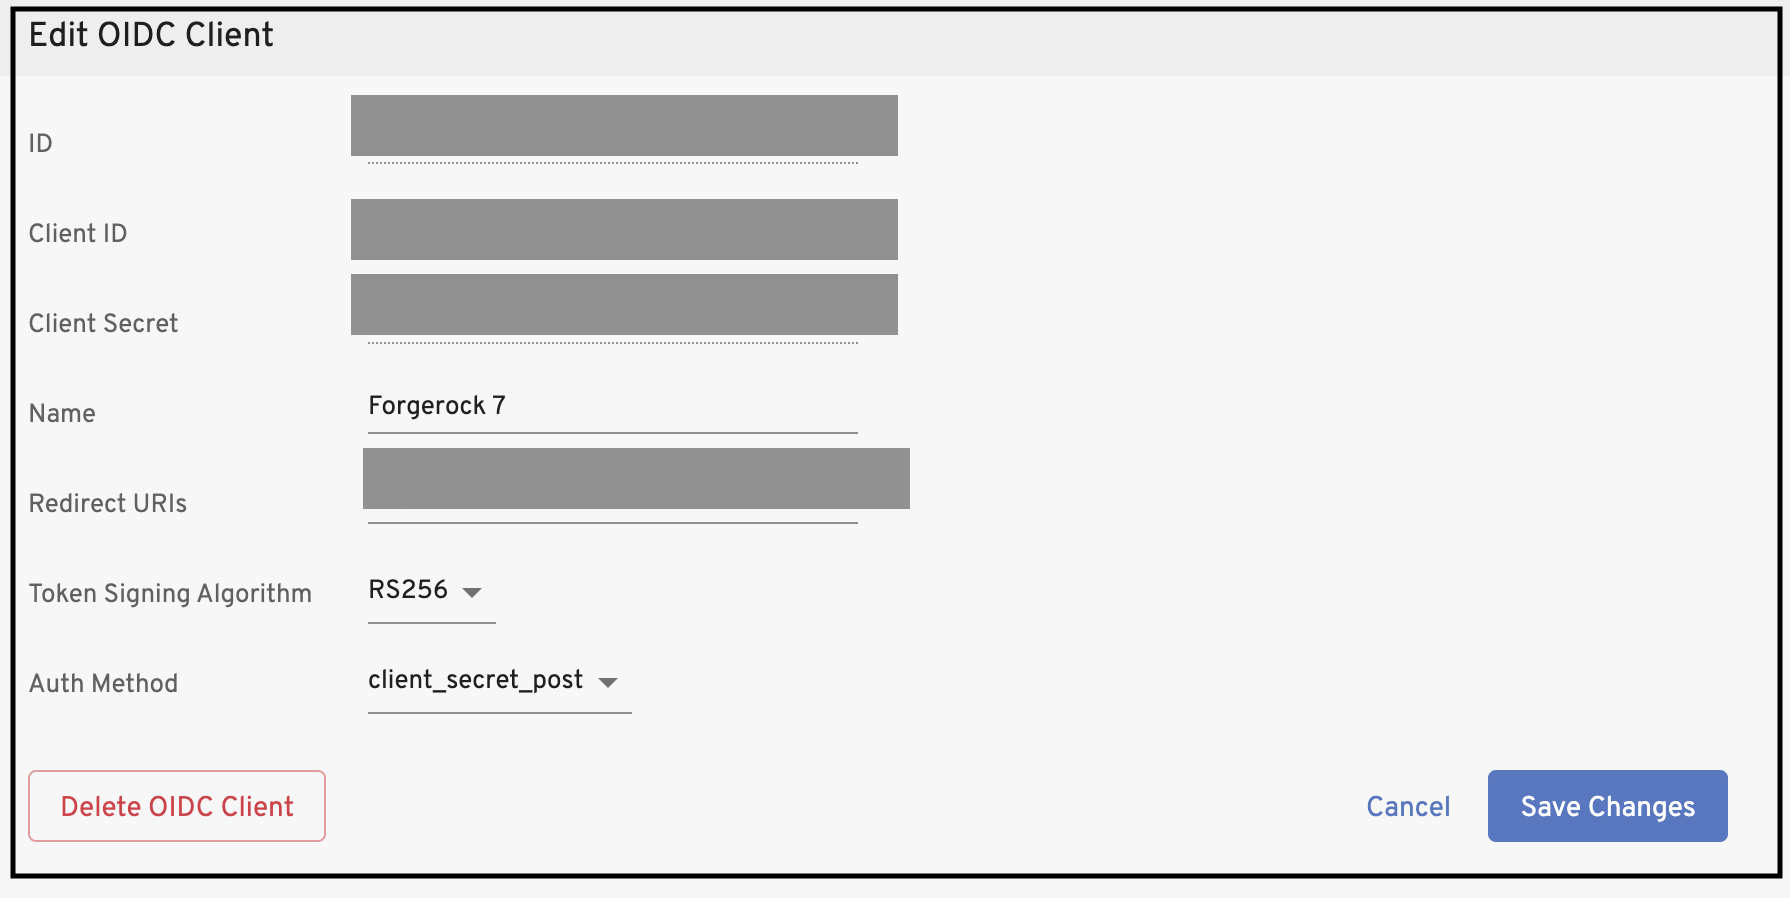 Edit OIDC Client
ID
Client ID
Client Secret
Name Forgerock 7
Redirect URIs
Token Signing Algorithm RS256
Auth Method client_secret_post
Delete OIDC Client Cancel Save Changes